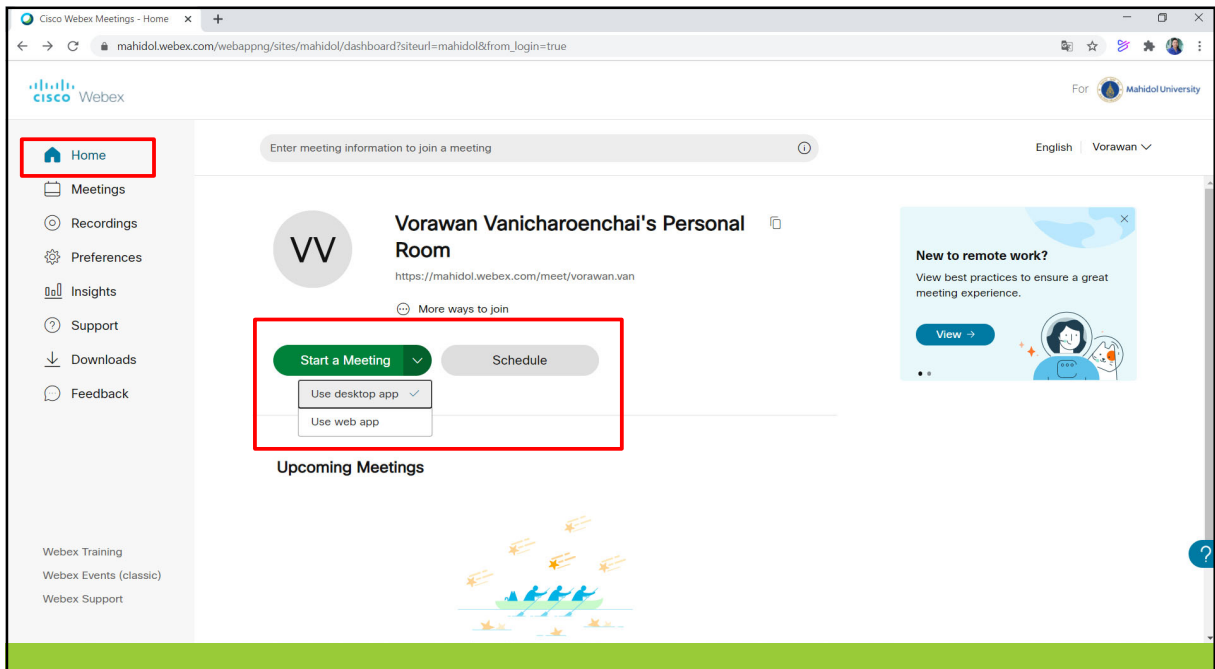 Cisco Webex Meetings - Home
mahidol.webex.com/webappng/sites/mahidol/dashboard?siteurl=mahidol&from_login=true
CISCO Webex
For Mahidol University
Home
Meetings
Recordings
Preferences
Insights
Support
Downloads
Feedback
Webex Training
Webex Events (classic)
Webex Support
Enter meeting information to join a meeting
English Vorawan
VV
Vorawan Vanicharoenchai's Personal
Room
https://mahidol.webex.com/meet/vorawan.van
More ways to join
Start a Meeting
Schedule
Use desktop app
Use web app
Upcoming Meetings
New to remote work?
View best practices to ensure a great
meeting experience.
View →
?